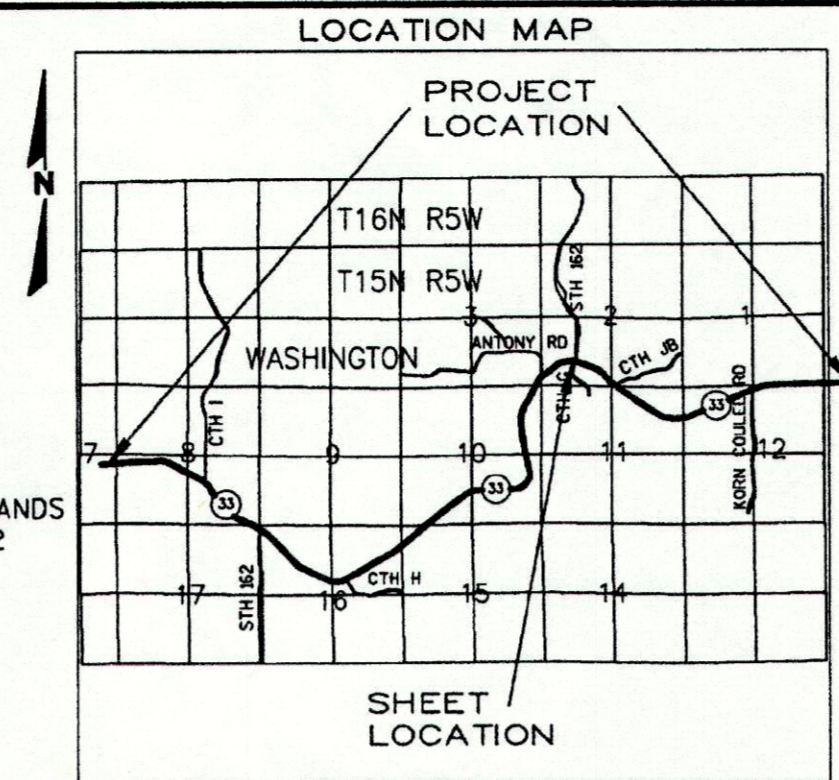 LOCATION MAP
PROJECT
LOCATION
N
T16N R5W
T15N R5W
STH 162
3
2
1
ANTONY RD
WASHINGTON
CTH JB
CTH I
33
KORN COULEE RD
7
8
9
10
11
12
ANDS
33
33
CTH H
17
16
15
14
STH 162
SHEET
LOCATION